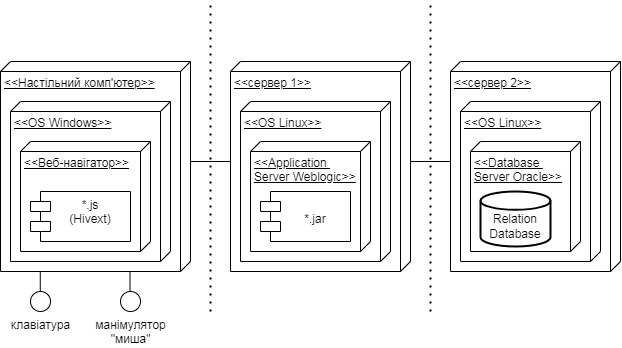 <<Настільний комп'ютер>>
<<OS Windows>>
<<Веб-навігатор>>
*.js
(Hivext)
клавіатура
манімулятор
"миша"
<<сервер 1>>
<<OS Linux>>
<<Application
Server Weblogic>>
*.jar
<<сервер 2>>
<<OS Linux>>
<<Database
Server Oracle>>
Relation
Database